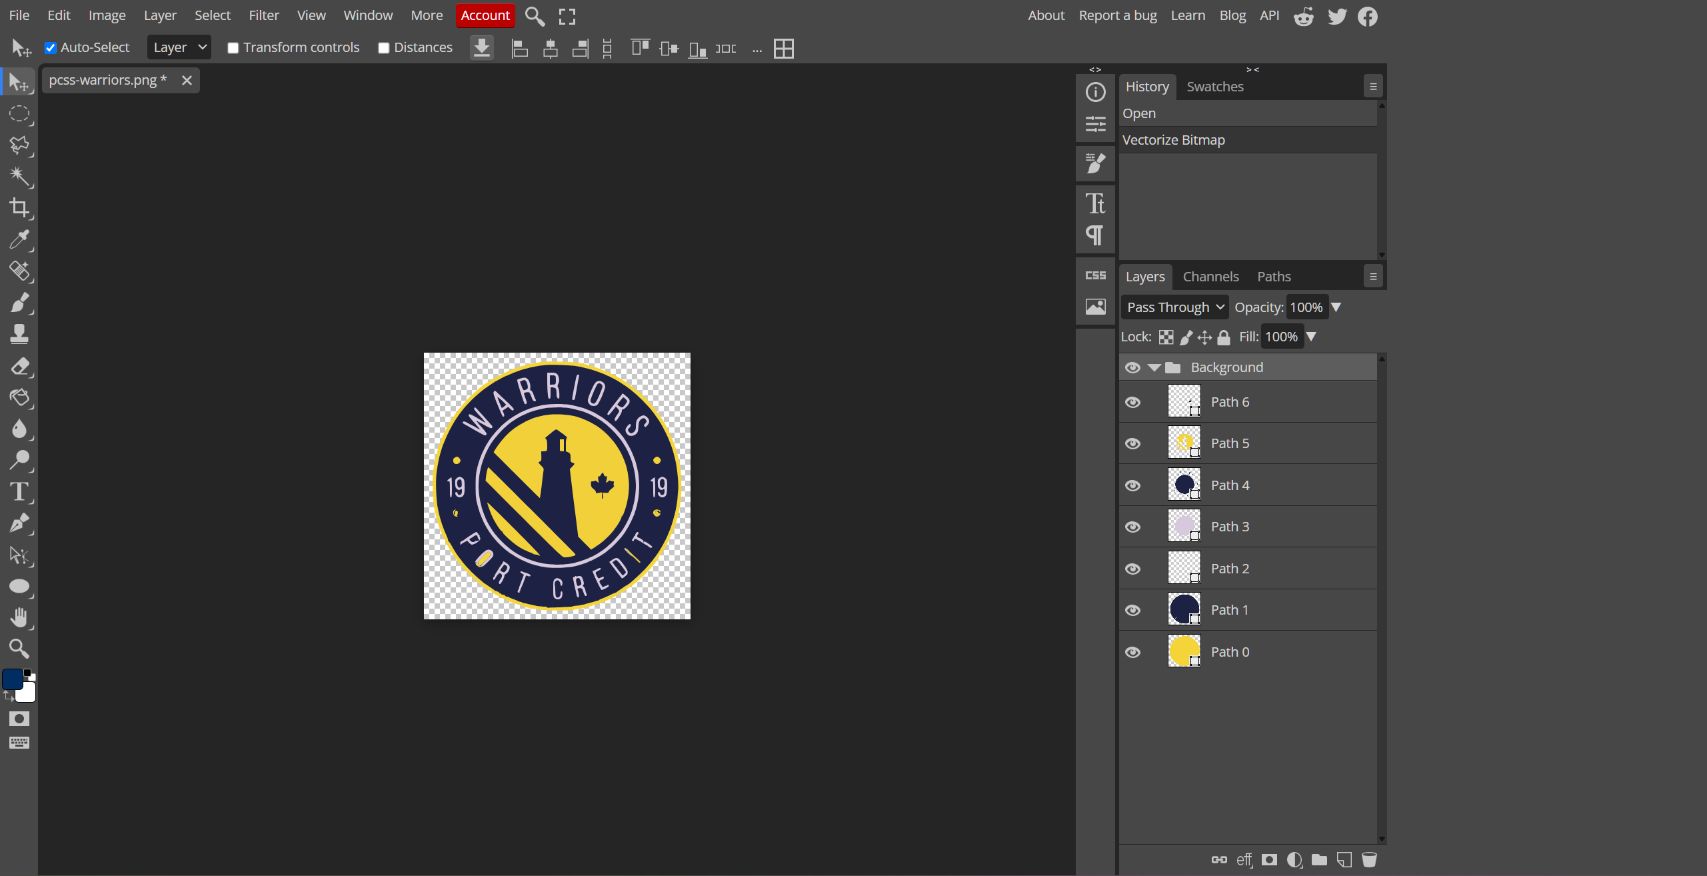 File Edit Image Layer Select Filter View Window More Account About Report a bug Learn Blog API
Auto-Select Layer Transform controls Distances ...
pcss-warriors.png *
History Swatches
Open
Vectorize Bitmap
Tt
CSS
Layers Channels Paths
Pass Through Opacity: 100%
Lock: Fill: 100%
Background
Path 6
Path 5
Path 4
Path 3
Path 2
Path 1
Path 0
T
eff
WARRIORS
19 19
PORT CREDIT